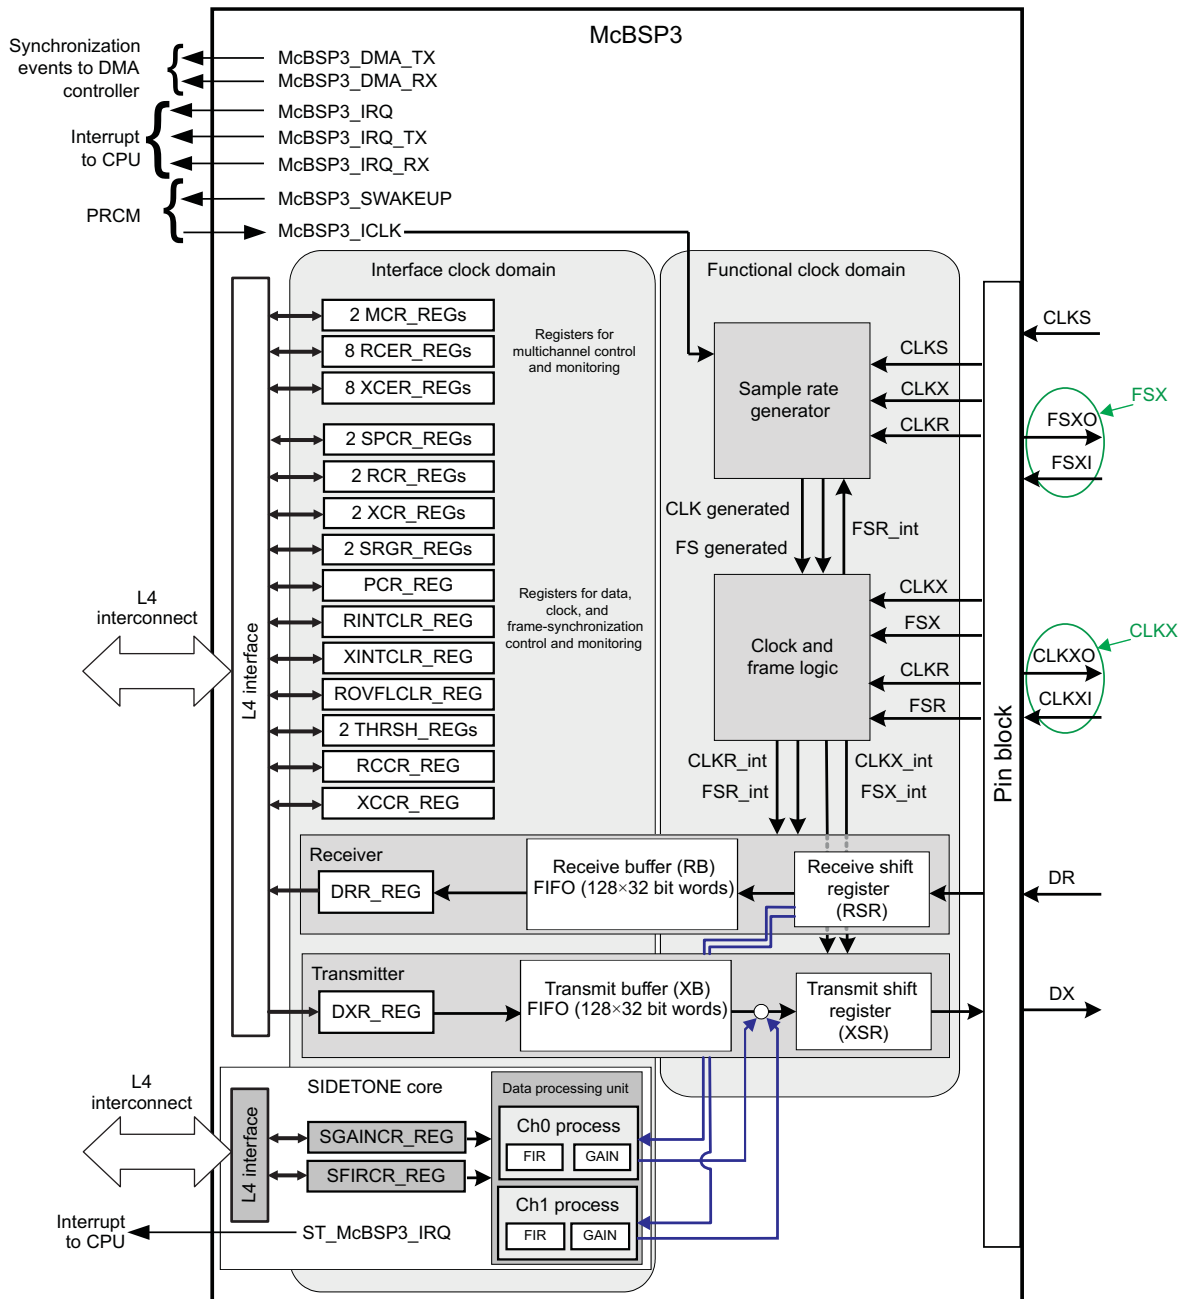 McBSP3
Synchronization
events to DMA
controller
McBSP3_DMA_TX
McBSP3_DMA_RX
Interrupt
to CPU
McBSP3_IRQ
McBSP3_IRQ_TX
McBSP3_IRQ_RX
PRCM
McBSP3_SWAKEUP
McBSP3_ICLK
Interface clock domain
Functional clock domain
2 MCR_REGs
8 RCER_REGs
8 XCER_REGs
Registers for
multichannel control
and monitoring
2 SPCR_REGs
2 RCR_REGs
2 XCR_REGs
2 SRGR_REGs
PCR_REG
RINTCLR_REG
XINTCLR_REG
ROVFLCLR_REG
2 THRSH_REGs
RCCR_REG
XCCR_REG
Registers for data,
clock, and
frame-synchronization
control and monitoring
L4
interconnect
L4 interface
Sample rate
generator
CLKS
CLKX
CLKR
CLK generated
FS generated
FSR_int
Clock and
frame logic
CLKX
FSX
CLKR
FSR
CLKR_int
FSR_int
CLKX_int
FSX_int
Pin block
CLKS
FSX
FSXO
FSXI
CLKX
CLKXO
CLKXI
DR
DX
Receiver
DRR_REG
Receive buffer (RB)
FIFO (128×32 bit words)
Receive shift
register
(RSR)
Transmitter
DXR_REG
Transmit buffer (XB)
FIFO (128×32 bit words)
Transmit shift
register
(XSR)
L4
interconnect
L4 interface
SIDETONE core
SGAINCR_REG
SFIRCR_REG
Data processing unit
Ch0 process
FIR
GAIN
Ch1 process
FIR
GAIN
Interrupt
to CPU
ST_McBSP3_IRQ